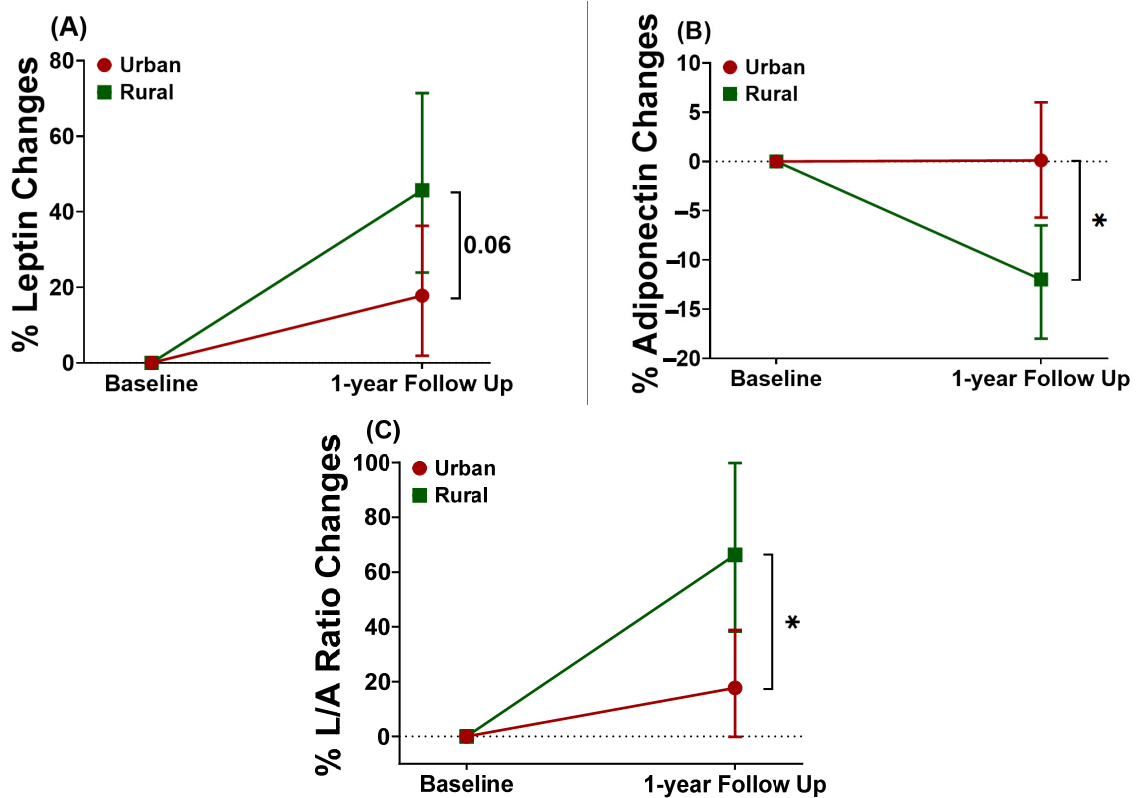 (A)
% Leptin Changes
80
60
40
20
0
Urban
Rural
0.06
Baseline
1-year Follow Up
(B)
% Adiponectin Changes
10
5
0
−5
−10
−15
−20
Urban
Rural
*
Baseline
1-year Follow Up
(C)
% L/A Ratio Changes
100
80
60
40
20
0
Urban
Rural
*
Baseline
1-year Follow Up